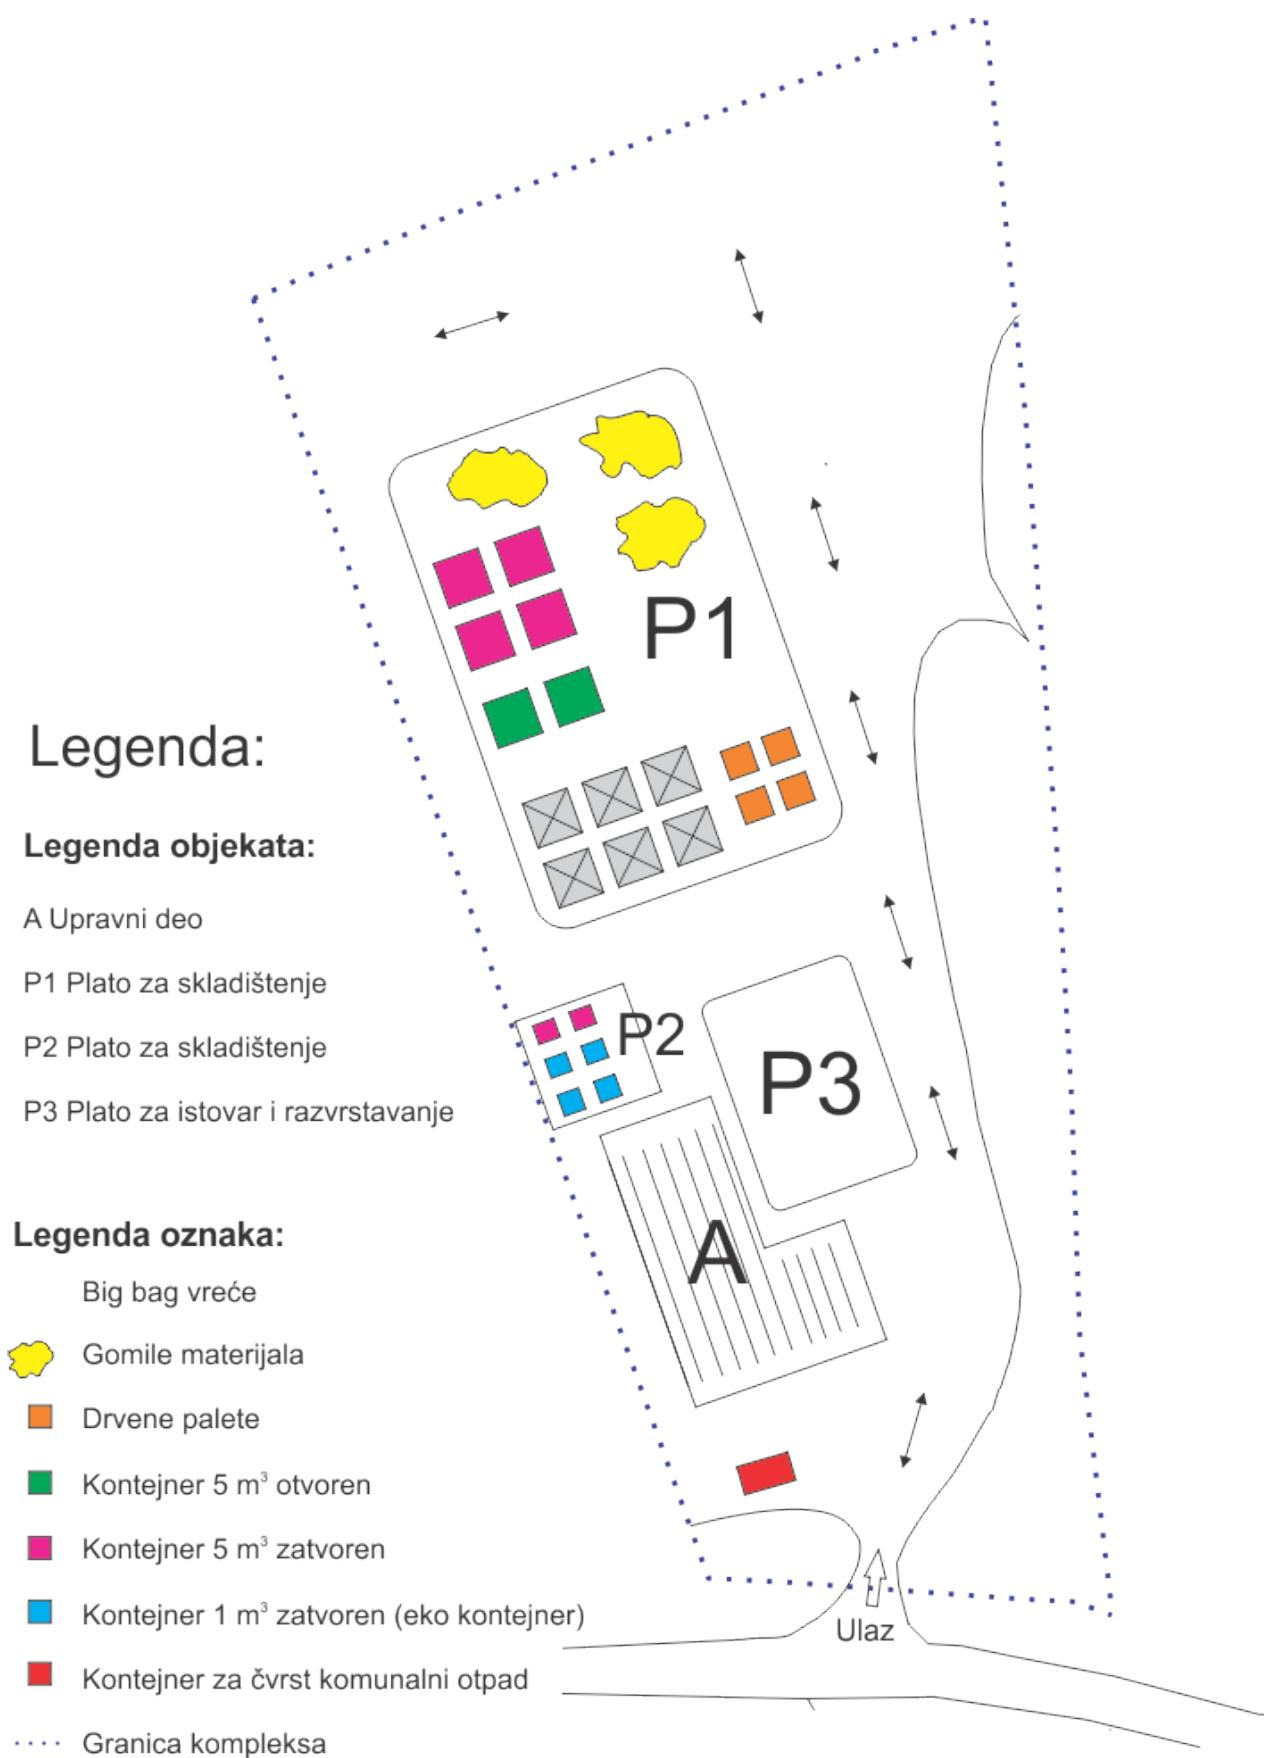 P1
Legenda:
Legenda objekata:
A Upravni deo
P1 Plato za skladištenje
P2 Plato za skladištenje
P3 Plato za istovar i razvrstavanje
P2
P3
A
Legenda oznaka:
Big bag vreće
Gomile materijala
Drvene palete
Kontejner 5 m³ otvoren
Kontejner 5 m³ zatvoren
Kontejner 1 m³ zatvoren (eko kontejner)
Kontejner za čvrst komunalni otpad
Granica kompleksa
Ulaz